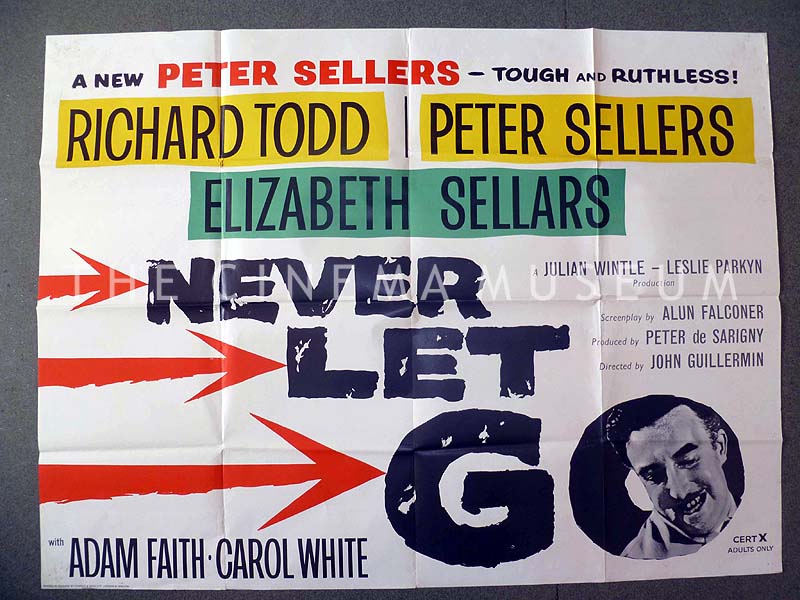 A NEW PETER SELLERS – TOUGH AND RUTHLESS!
RICHARD TODD | PETER SELLERS
ELIZABETH SELLARS
NEVER
LET
GO
A JULIAN WINTLE – LESLIE PARKYN
Production
Screenplay by ALUN FALCONER
Produced by PETER de SARIGNY
Directed by JOHN GUILLERMIN
with ADAM FAITH · CAROL WHITE
CERT X
ADULTS ONLY
THE CINEMA MUSEUM